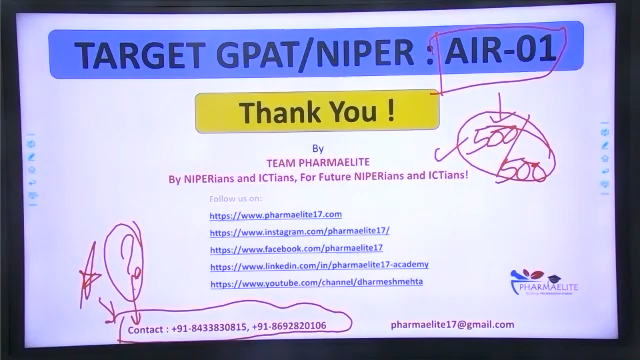 TARGET GPAT/NIPER : AIR-01
Thank You !
500/500
By
TEAM PHARMAELITE
By NIPERians and ICTians, For Future NIPERians and ICTians!
Follow us on:
https://www.pharmaelite17.com
https://www.instagram.com/pharmaelite17/
https://www.facebook.com/pharmaelite17
https://www.linkedin.com/in/pharmaelite17-academy
https://www.youtube.com/channel/dharmeshmehta
?
PHARMAELITE
Contact : +91-8433830815, +91-8692820106
pharmaelite17@gmail.com